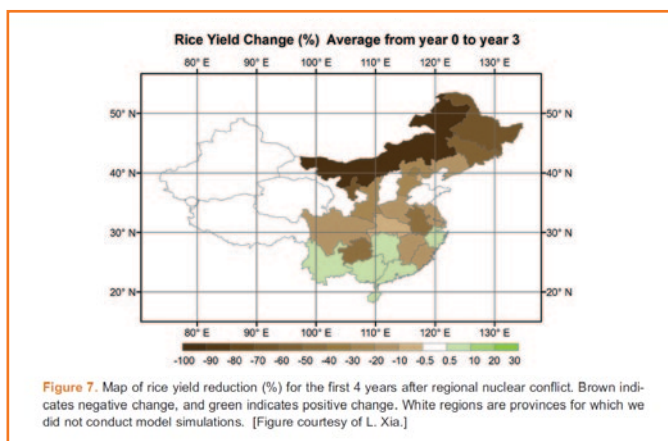 Rice Yield Change (%) Average from year 0 to year 3
80° E 90° E 100° E 110° E 120° E 130° E
50° N 50° N
40° N 40° N
30° N 30° N
20° N 20° N
80° E 90° E 100° E 110° E 120° E 130° E
-100 -90 -80 -70 -60 -50 -40 -30 -20 -10 -5 -0.5 0.5 5 10 20 30
Figure 7. Map of rice yield reduction (%) for the first 4 years after regional nuclear conflict. Brown indi-
cates negative change, and green indicates positive change. White regions are provinces for which we
did not conduct model simulations. [Figure courtesy of L. Xia.]